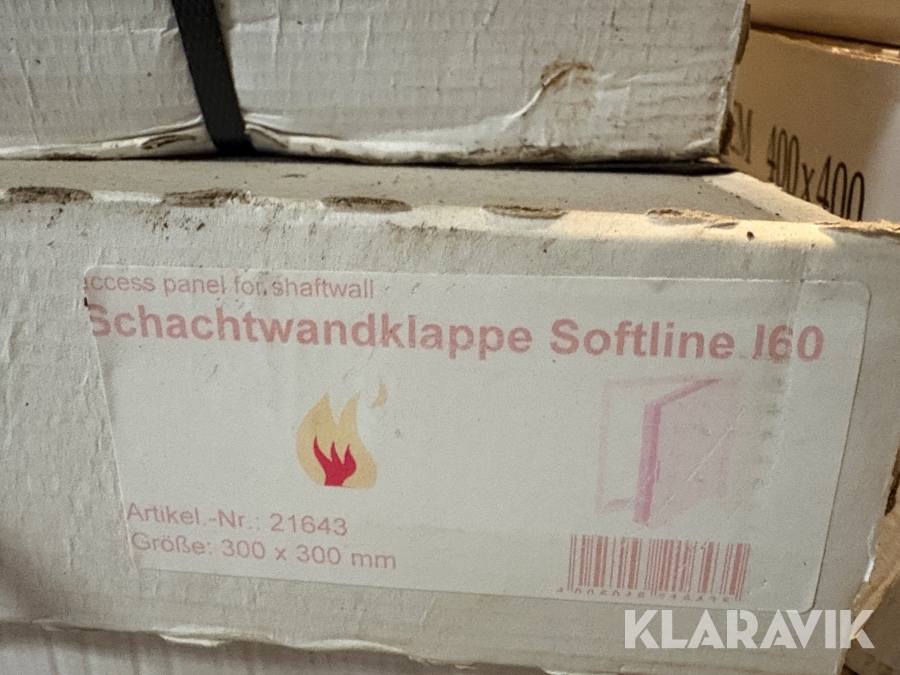 400x400
access panel for shaftwall
Schachtwandklappe Softline I60
Artikel.-Nr.: 21643
Größe: 300 x 300 mm
KLARAVIK